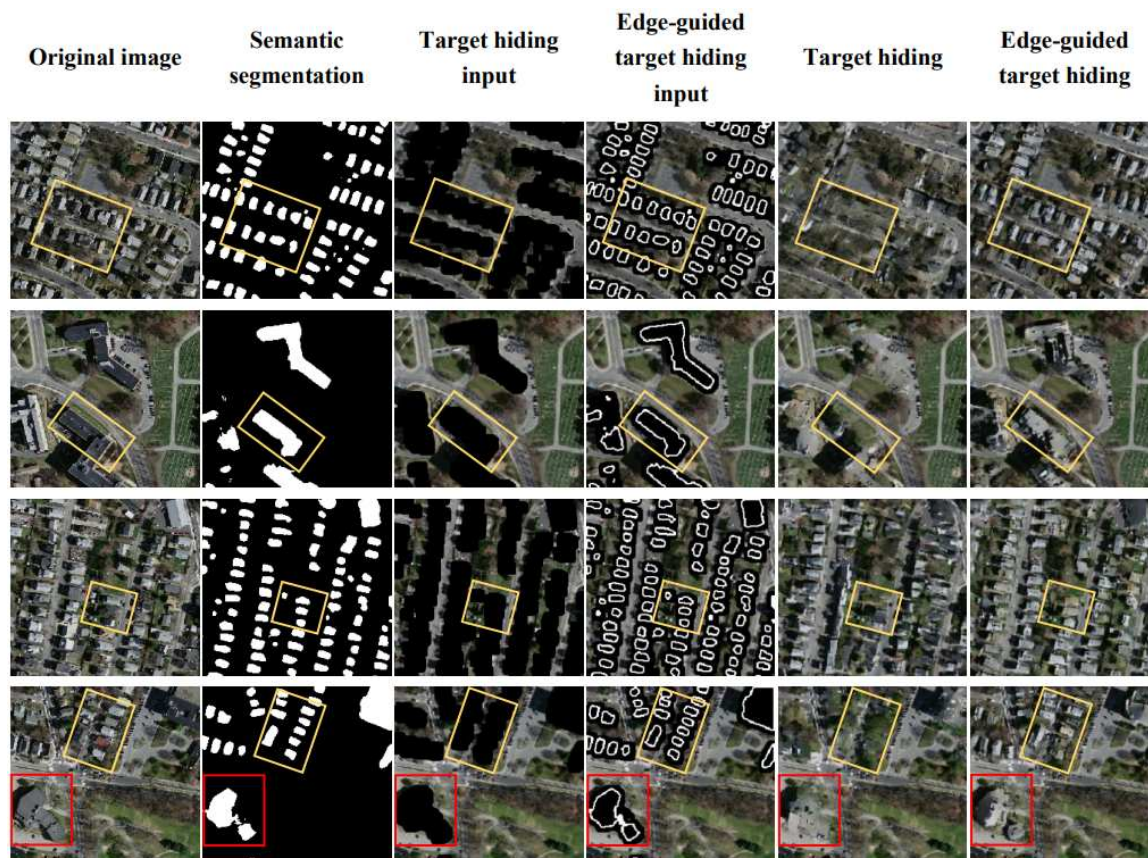 Original image
Semantic
segmentation
Target hiding
input
Edge-guided
target hiding
input
Target hiding
Edge-guided
target hiding